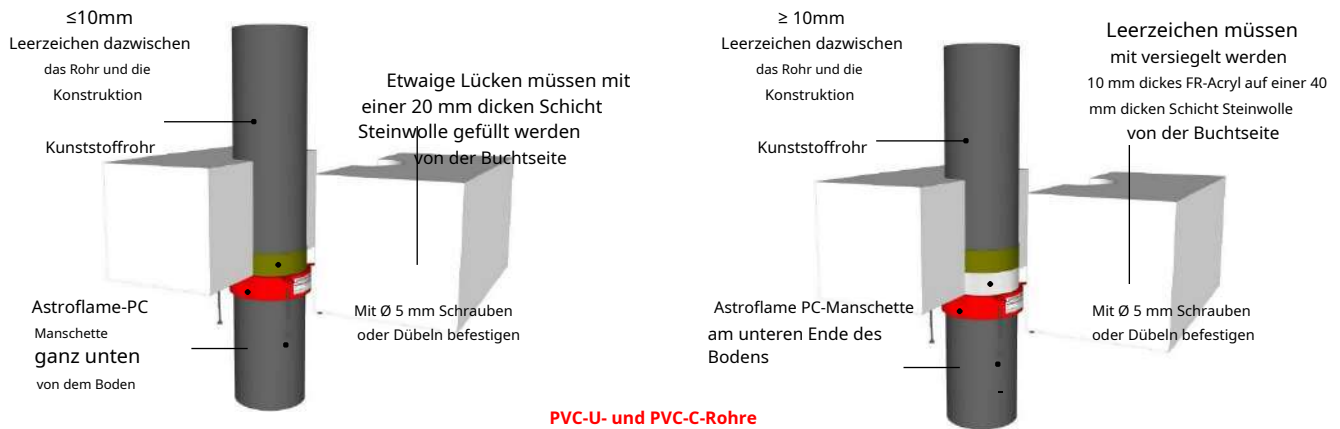 ≤10mm
Leerzeichen dazwischen
das Rohr und die
Konstruktion
Kunststoffrohr
Etwaige Lücken müssen mit
einer 20 mm dicken Schicht
Steinwolle gefüllt werden
von der Buchtseite
Astroflame-PC
Manschette
ganz unten
von dem Boden
Mit Ø 5 mm Schrauben
oder Dübeln befestigen
≥ 10mm
Leerzeichen dazwischen
das Rohr und die
Konstruktion
Kunststoffrohr
Leerzeichen müssen
mit versiegelt werden
10 mm dickes FR-Acryl auf einer 40
mm dicken Schicht Steinwolle
von der Buchtseite
Astroflame PC-Manschette
am unteren Ende des
Bodens
Mit Ø 5 mm Schrauben
oder Dübeln befestigen
PVC-U- und PVC-C-Rohre